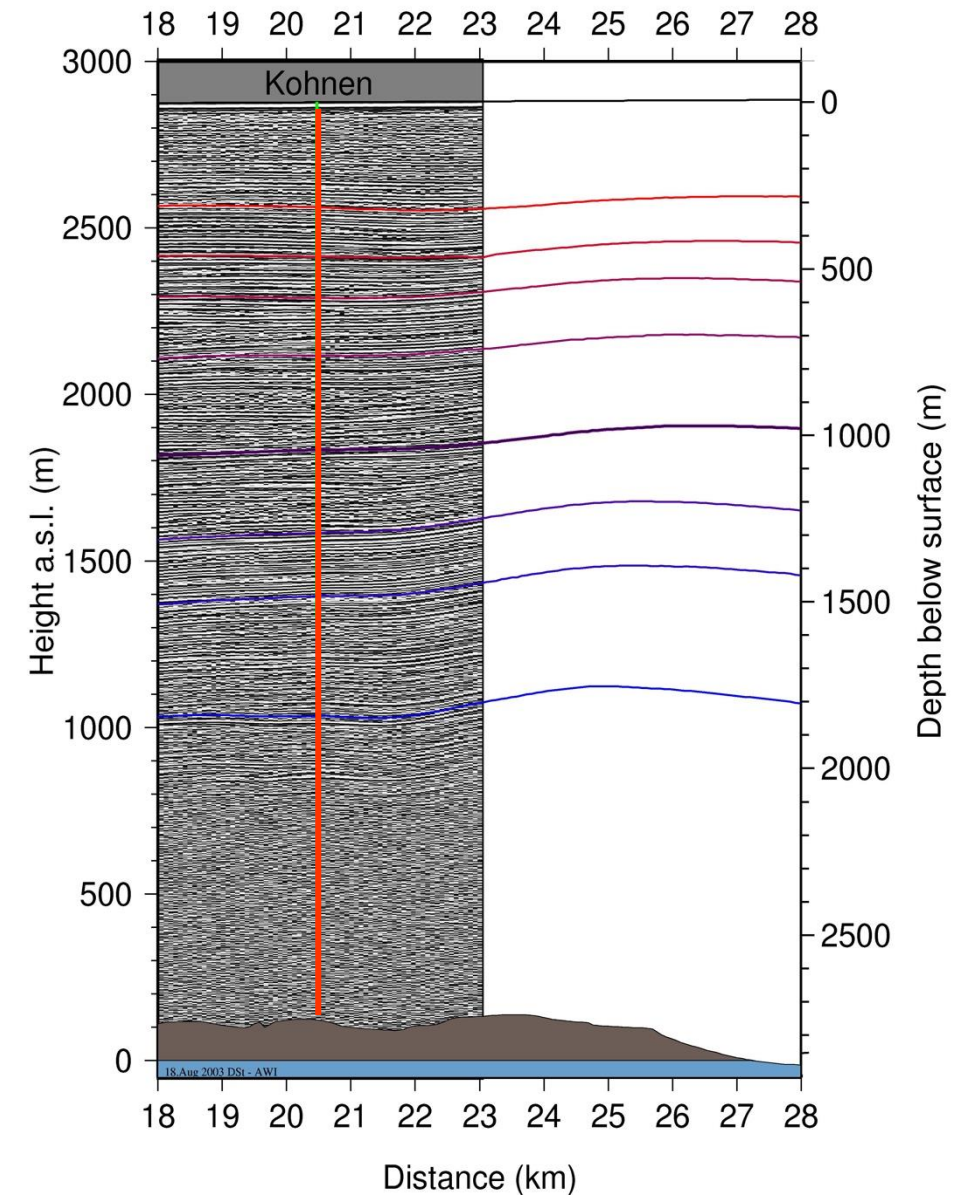 18 19 20 21 22 23 24 25 26 27 28
Kohnen
3000
2500
2000
1500
1000
500
0
Height a.s.l. (m)
0
500
1000
1500
2000
2500
Depth below surface (m)
18.Aug 2003 DSt - AWI
18 19 20 21 22 23 24 25 26 27 28
Distance (km)